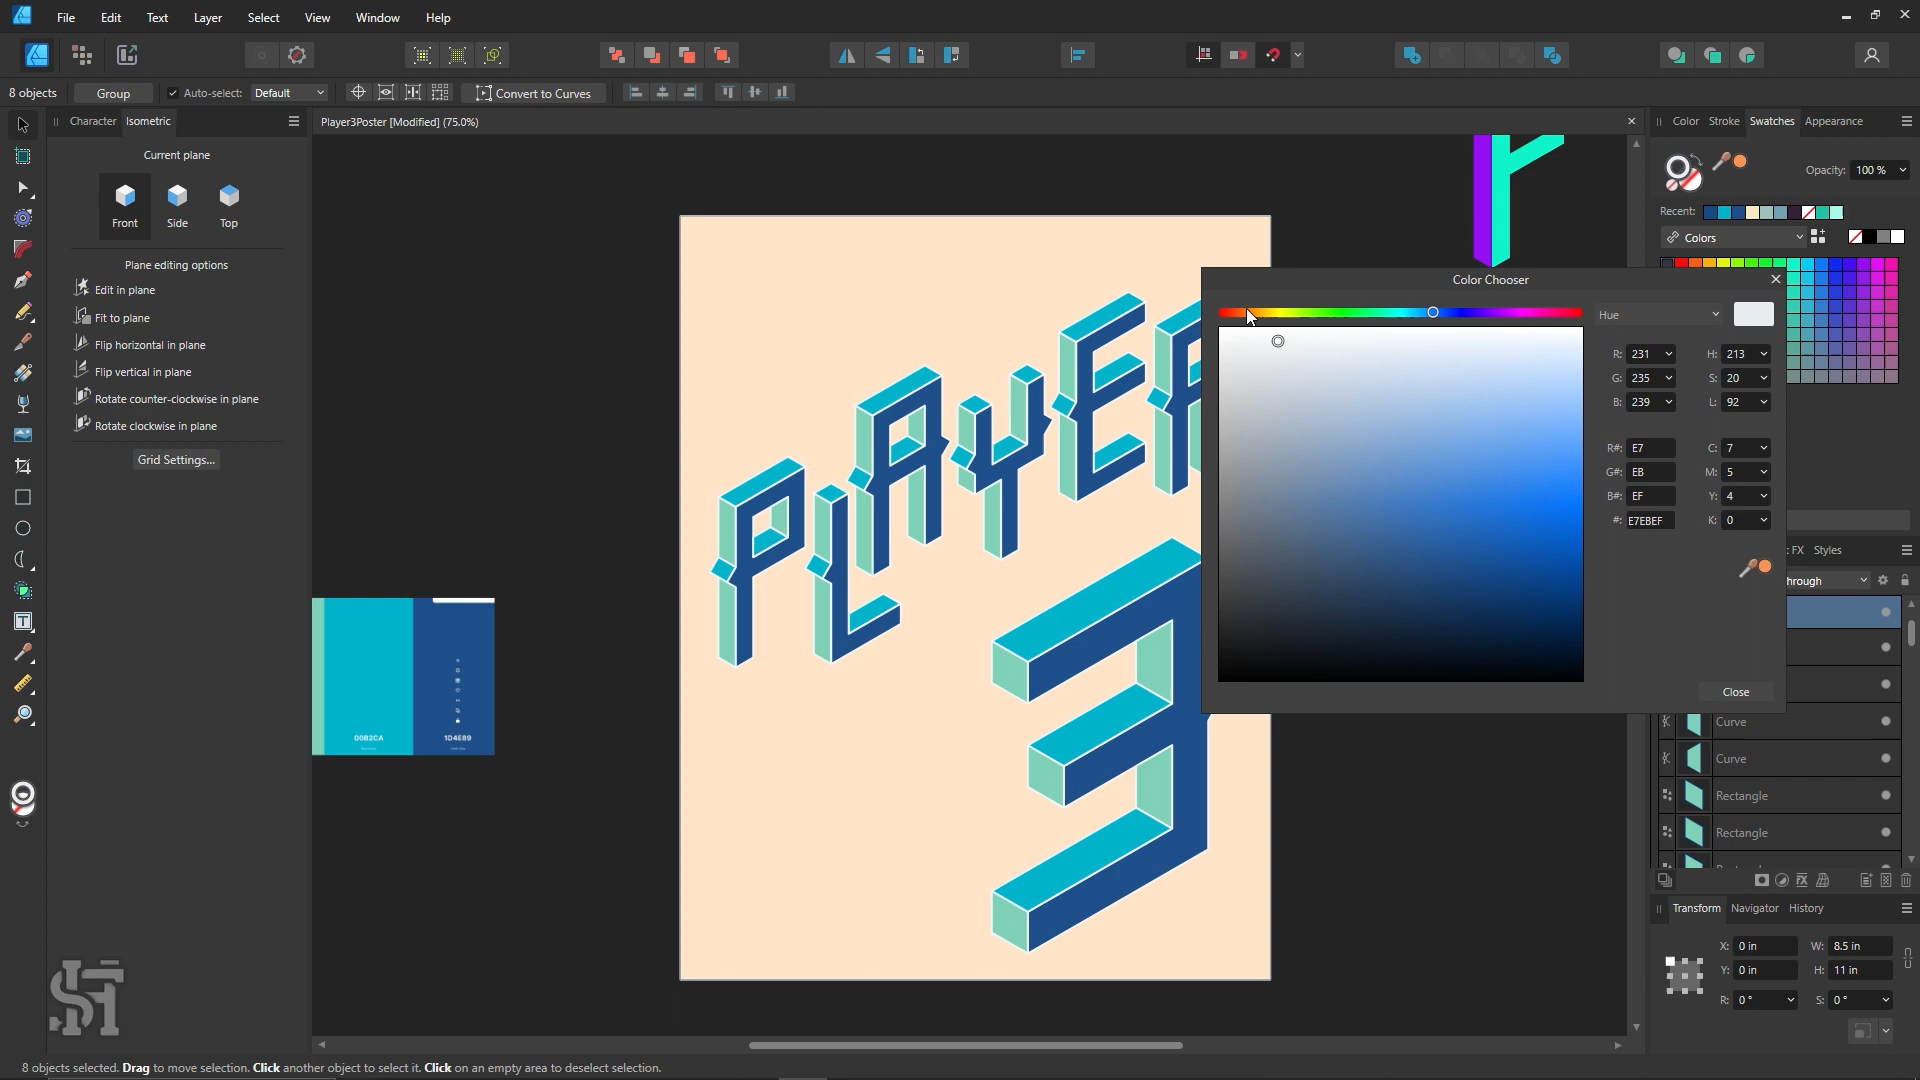 File Edit Text Layer Select View Window Help
8 objects Group Auto-select: Default Convert to Curves
Character Isometric
Player3Poster [Modified] (75.0%)
Color Stroke Swatches Appearance
Current plane
Front Side Top
Opacity: 100 %
Recent:
Colors
Plane editing options
Edit in plane
Fit to plane
Flip horizontal in plane
Flip vertical in plane
Rotate counter-clockwise in plane
Rotate clockwise in plane
Grid Settings...
PLAYER
3
00B2CA
1D4E89
Color Chooser
Hue
R: 231 H: 213
G: 235 S: 20
B: 239 L: 92
R#: E7 C: 7
G#: EB M: 5
B#: EF Y: 4
#: E7EBEF K: 0
Close
FX Styles
hrough
Curve
Curve
Rectangle
Rectangle
Transform Navigator History
X: 0 in W: 8.5 in
Y: 0 in H: 11 in
R: 0 ° S: 0 °
8 objects selected. Drag to move selection. Click another object to select it. Click on an empty area to deselect selection.